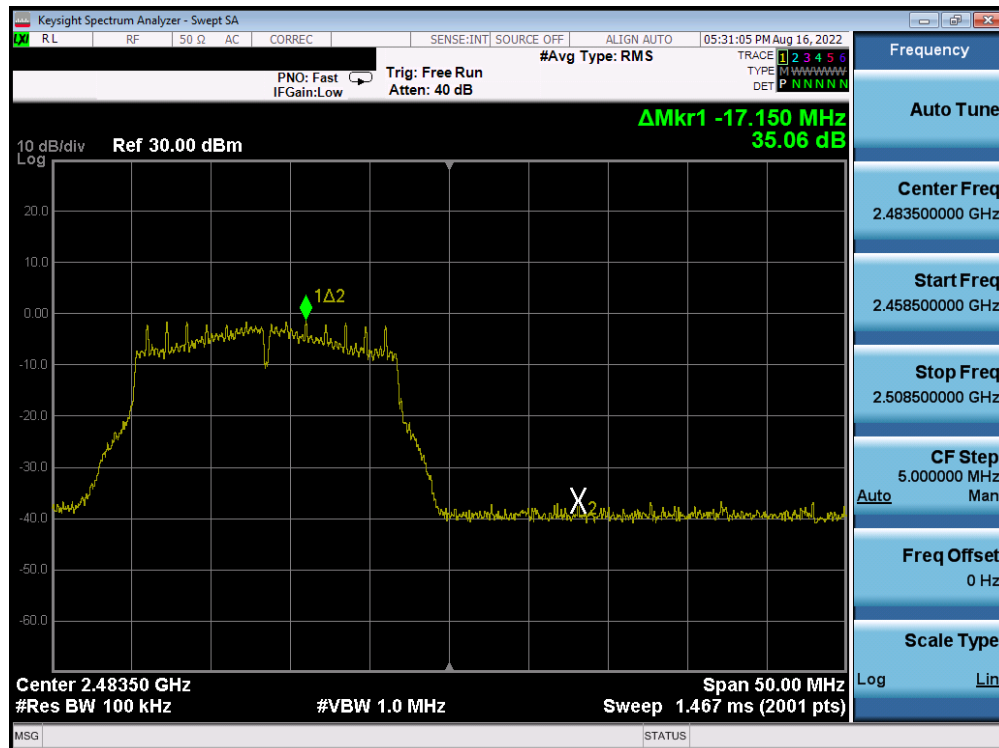 Keysight Spectrum Analyzer - Swept SA
LXI RL RF 50 Ω AC CORREC SENSE:INT SOURCE OFF ALIGN AUTO 05:31:05 PM Aug 16, 2022
#Avg Type: RMS
TRACE 1 2 3 4 5 6
PNO: Fast Trig: Free Run
TYPE M WWWWW
IFGain:Low Atten: 40 dB
DET P N N N N N
ΔMkr1 -17.150 MHz
35.06 dB
10 dB/div Ref 30.00 dBm
Log
20.0
10.0
0.00
-10.0
-20.0
-30.0
-40.0
-50.0
-60.0
1Δ2
X2
Center 2.48350 GHz Span 50.00 MHz
#Res BW 100 kHz #VBW 1.0 MHz Sweep 1.467 ms (2001 pts)
MSG STATUS
Frequency
Auto Tune
Center Freq
2.483500000 GHz
Start Freq
2.458500000 GHz
Stop Freq
2.508500000 GHz
CF Step
5.000000 MHz
Auto Man
Freq Offset
0 Hz
Scale Type
Log Lin